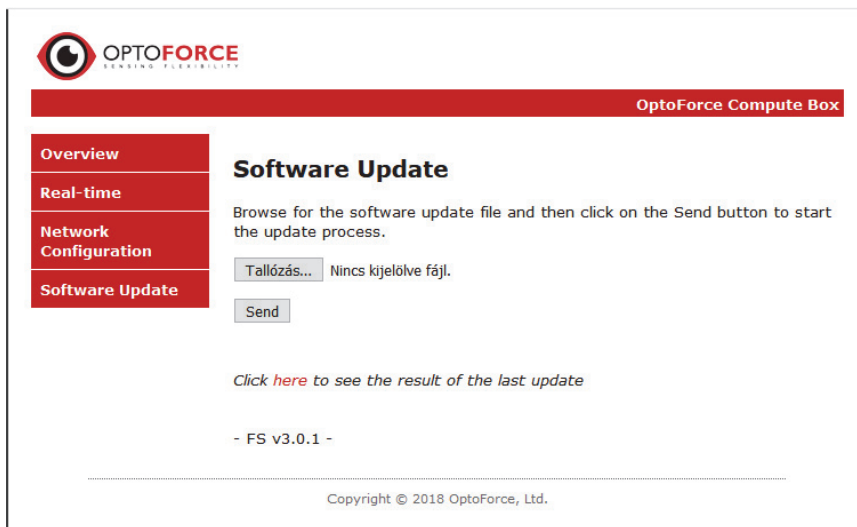 OPTOFORCE
SENSING FLEXIBILITY
OptoForce Compute Box
Overview
Real-time
Network
Configuration
Software Update
Software Update
Browse for the software update file and then click on the Send button to start
the update process.
Tallózás... Nincs kijelölve fájl.
Send
Click here to see the result of the last update
- FS v3.0.1 -
Copyright © 2018 OptoForce, Ltd.